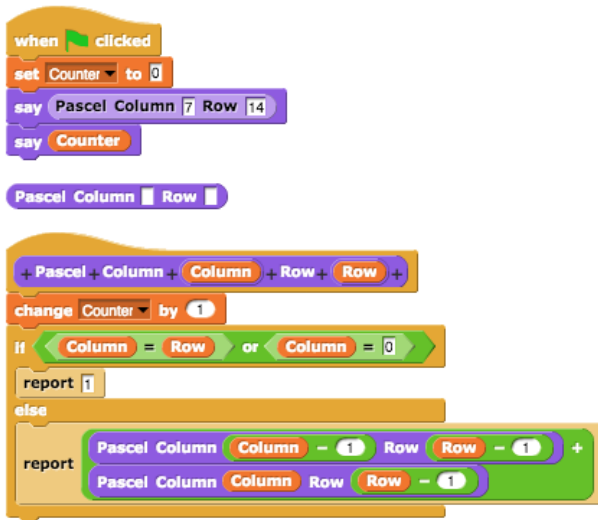 when clicked
set Counter to 0
say Pascel Column 7 Row 14
say Counter
Pascel Column Row
+ Pascel + Column + Column + Row + Row +
change Counter by 1
if Column = Row or Column = 0
report 1
else
report Pascel Column Column - 1 Row Row - 1 +
Pascel Column Column Row Row - 1